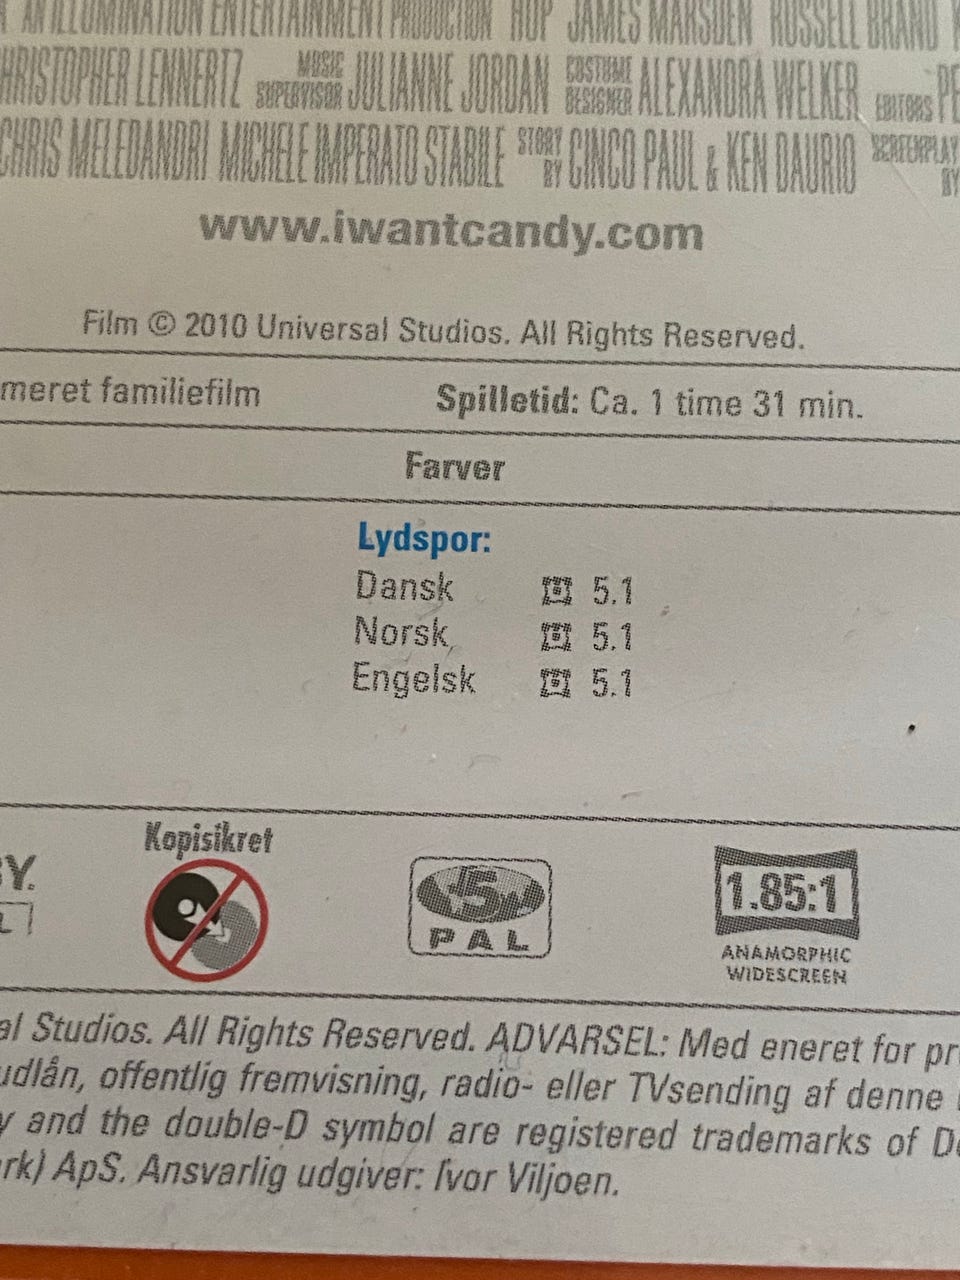 AN ILLUMINATION ENTERTAINMENT PRODUCTION HOP JAMES MARSDEN RUSSELL BRAND
CHRISTOPHER LENNERTZ MUSIC SUPERVISOR JULIANNE JORDAN COSTUME DESIGNER ALEXANDRA WELKER EDITORS PE
CHRIS MELEDANDRI MICHELE IMPERATO STABILE STORY BY CINCO PAUL & KEN DAURIO SCREENPLAY BY
www.iwantcandy.com
Film © 2010 Universal Studios. All Rights Reserved.
meret familiefilm Spilletid: Ca. 1 time 31 min.
Farver
Lydspor:
Dansk 5.1
Norsk 5.1
Engelsk 5.1
Kopisikret
Y.
5
PAL
1.85:1
ANAMORPHIC
WIDESCREEN
al Studios. All Rights Reserved. ADVARSEL: Med eneret for pr
udlån, offentlig fremvisning, radio- eller TVsending af denne
y and the double-D symbol are registered trademarks of D
rk) ApS. Ansvarlig udgiver: Ivor Viljoen.